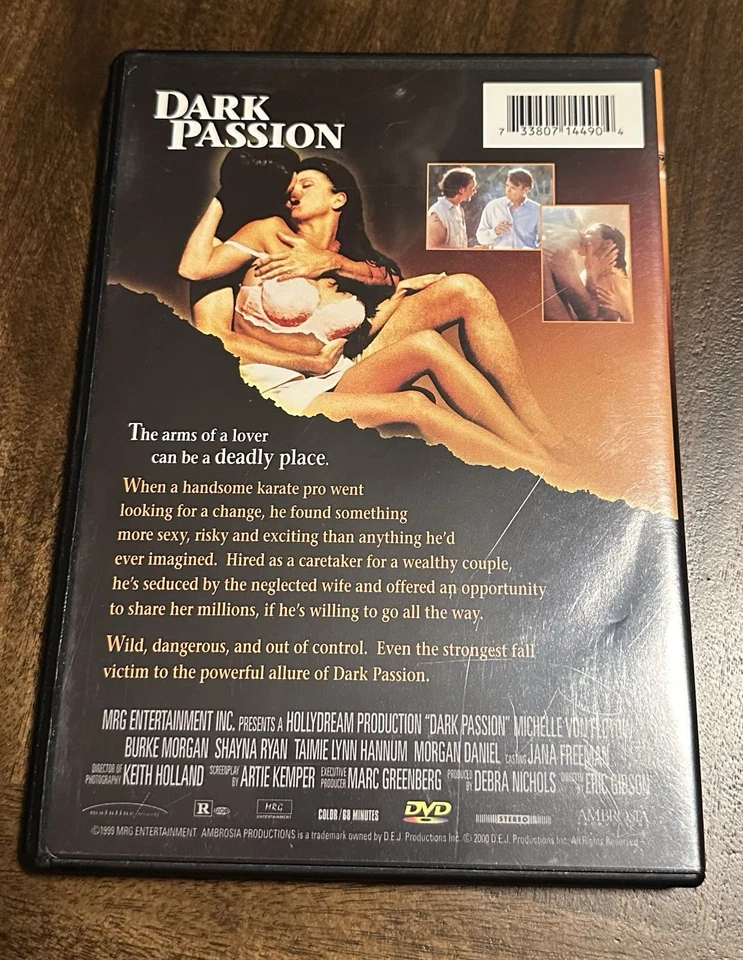 DARK
PASSION
7 33807 14490 4
The arms of a lover
can be a deadly place.
When a handsome karate pro went
looking for a change, he found something
more sexy, risky and exciting than anything he'd
ever imagined. Hired as a caretaker for a wealthy couple,
he's seduced by the neglected wife and offered an opportunity
to share her millions, if he's willing to go all the way.
Wild, dangerous, and out of control. Even the strongest fall
victim to the powerful allure of Dark Passion.
MRG ENTERTAINMENT INC. PRESENTS A HOLLYDREAM PRODUCTION "DARK PASSION" MICHELLE VON
BURKE MORGAN SHAYNA RYAN TAIMIE LYNN HANNUM MORGAN DANIEL CASTING JANA FREEMAN
DIRECTOR OF PHOTOGRAPHY KEITH HOLLAND SCREENPLAY BY ARTIE KEMPER EXECUTIVE PRODUCER MARC GREENBERG PRODUCED BY DEBRA NICHOLS DIRECTED BY ERIC GIBSON
mainline R MRG ENTERTAINMENT COLOR/88 MINUTES DVD STEREO AMBROSIA
©1999 MRG ENTERTAINMENT. AMBROSIA PRODUCTIONS is a trademark owned by D.E.J. Productions Inc. © 2000 D.E.J. Productions Inc. All Rights Reserved